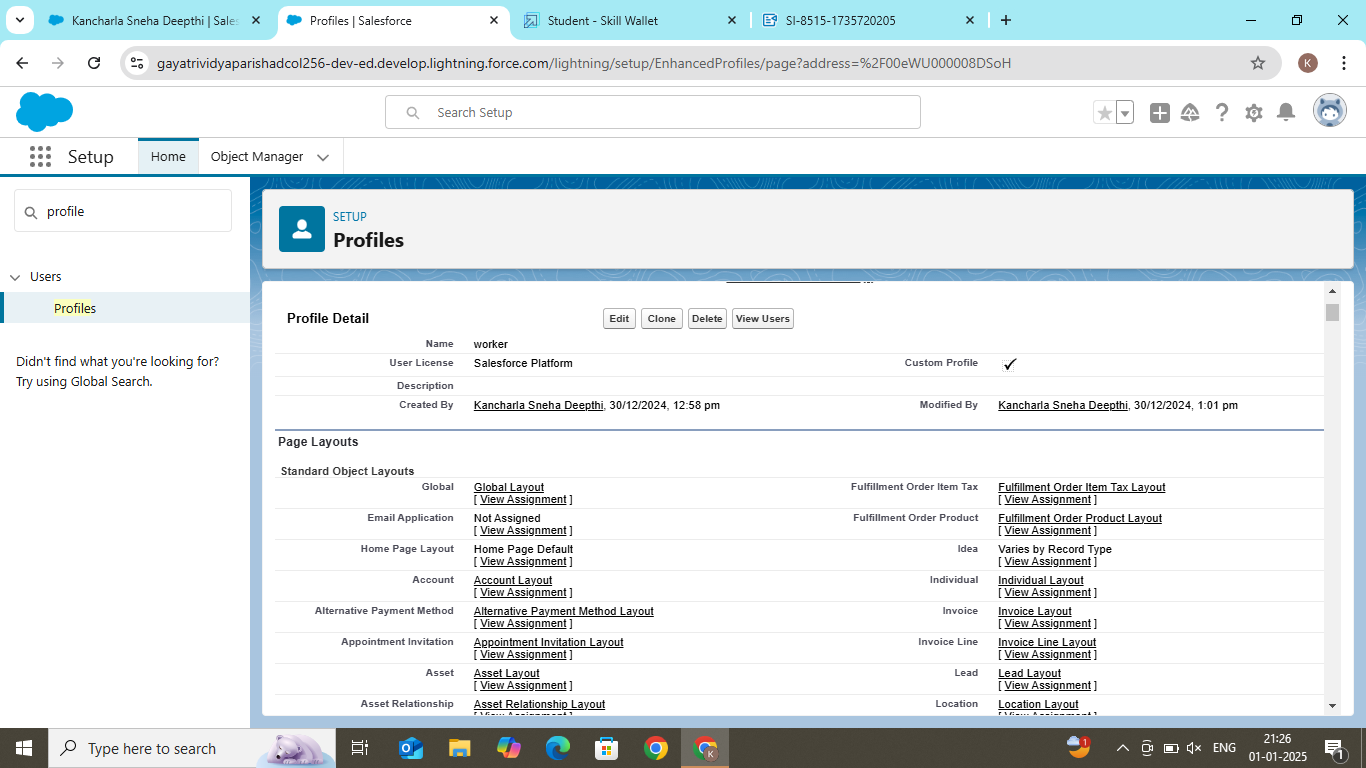 Kancharla Sneha Deepthi | Sales
Profiles | Salesforce
Student - Skill Wallet
SI-8515-1735720205
gayatrividyaparishadcol256-dev-ed.develop.lightning.force.com/lightning/setup/EnhancedProfiles/page?address=%2F00eWU000008DSoH
K
Search Setup
Setup
Home
Object Manager
profile
Users
Profiles
Didn't find what you're looking for?
Try using Global Search.
SETUP
Profiles
Profile Detail
Edit
Clone
Delete
View Users
Name worker
User License Salesforce Platform Custom Profile
Description
Created By Kancharla Sneha Deepthi, 30/12/2024, 12:58 pm Modified By Kancharla Sneha Deepthi, 30/12/2024, 1:01 pm
Page Layouts
Standard Object Layouts
Global Global Layout Fulfillment Order Item Tax Fulfillment Order Item Tax Layout
[ View Assignment ] [ View Assignment ]
Email Application Not Assigned Fulfillment Order Product Fulfillment Order Product Layout
[ View Assignment ] [ View Assignment ]
Home Page Layout Home Page Default Idea Varies by Record Type
[ View Assignment ] [ View Assignment ]
Account Account Layout Individual Individual Layout
[ View Assignment ] [ View Assignment ]
Alternative Payment Method Alternative Payment Method Layout Invoice Invoice Layout
[ View Assignment ] [ View Assignment ]
Appointment Invitation Appointment Invitation Layout Invoice Line Invoice Line Layout
[ View Assignment ] [ View Assignment ]
Asset Asset Layout Lead Lead Layout
[ View Assignment ] [ View Assignment ]
Asset Relationship Asset Relationship Layout Location Location Layout
Type here to search
K
1
ENG
21:26
01-01-2025
1